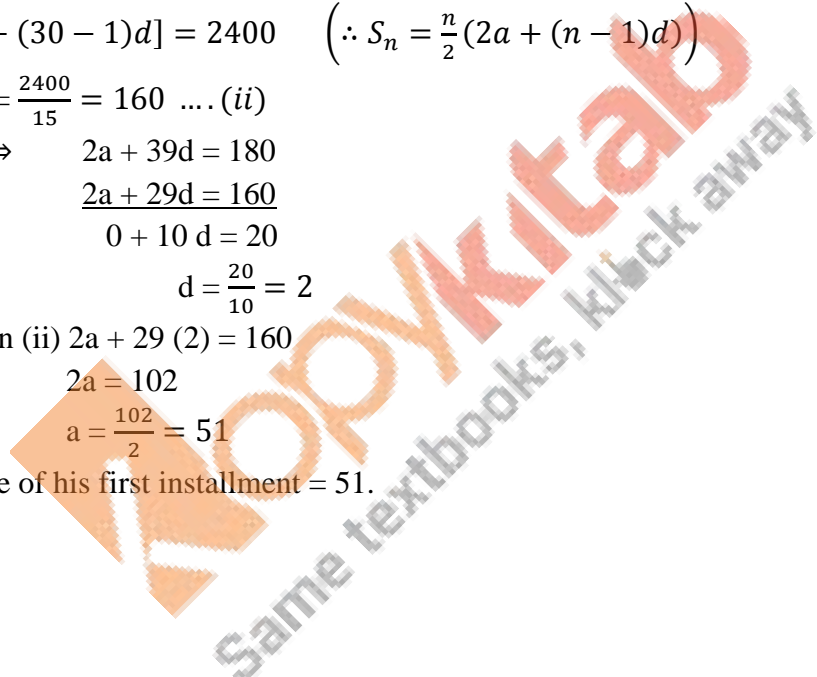 - (30 − 1)d] = 2400 (∴ Sₙ = n/2 (2a + (n − 1)d))
= 2400/15 = 160 .... (ii)
⇒ 2a + 39d = 180
2a + 29d = 160
0 + 10 d = 20
d = 20/10 = 2
n (ii) 2a + 29 (2) = 160
2a = 102
a = 102/2 = 51
e of his first installment = 51.
kopykitab
Same textbooks, klick away